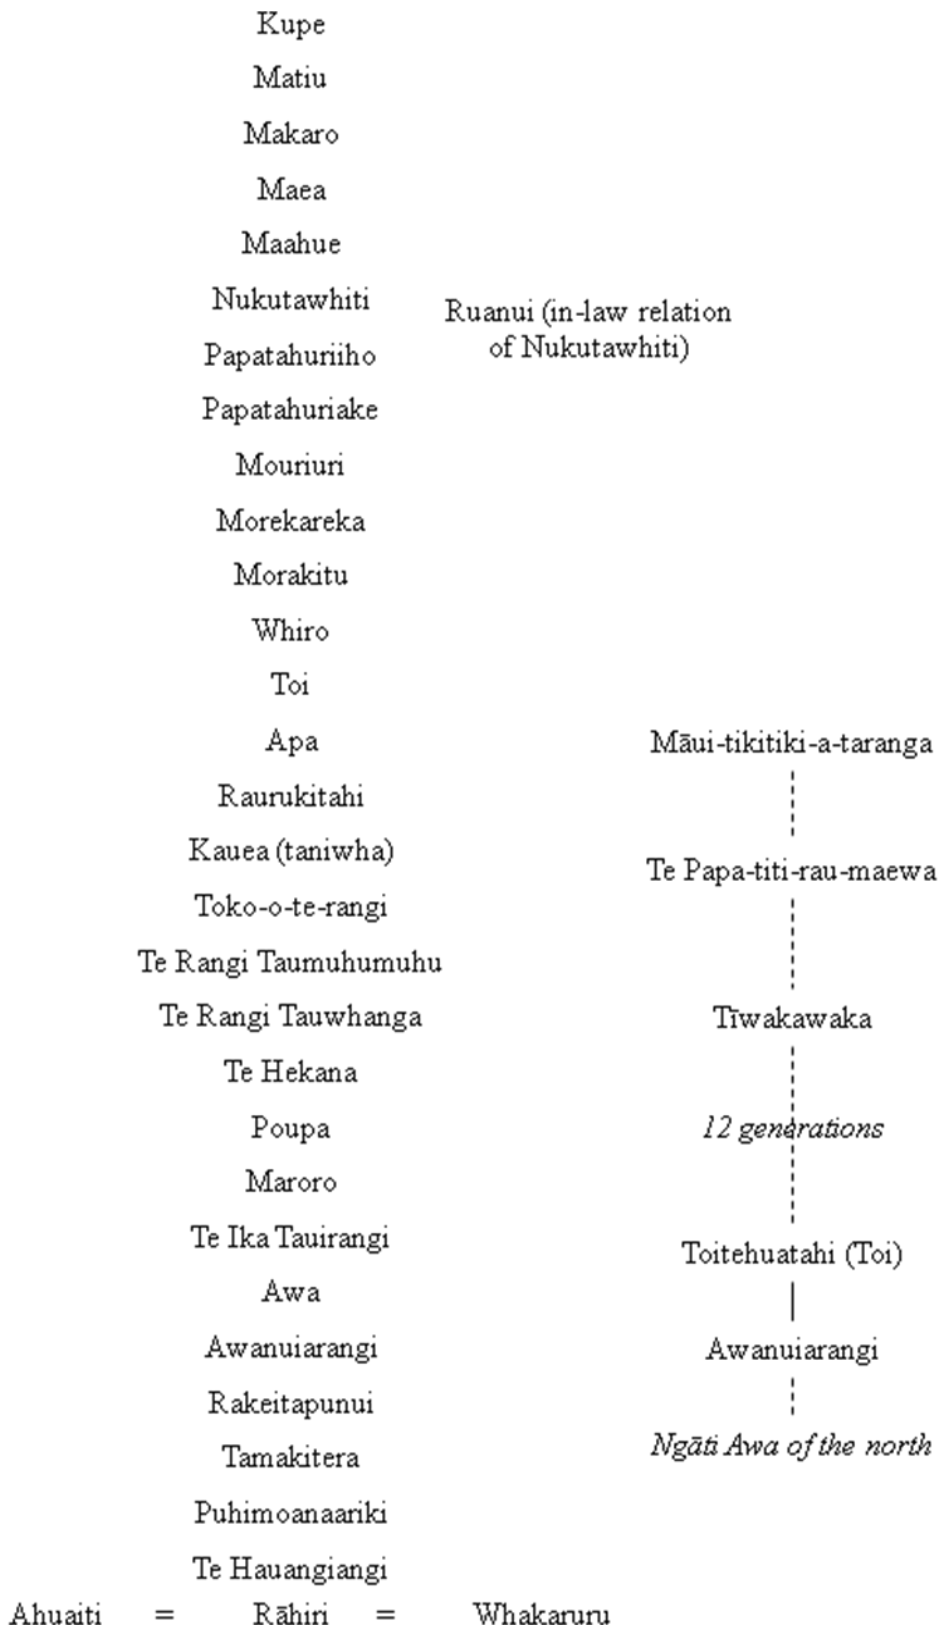 Kupe
Matiu
Makaro
Maea
Maahue
Nukutawhiti
Ruanui (in-law relation
of Nukutawhiti)
Papatahuriiho
Papatahuriake
Mouriuri
Morekareka
Morakitu
Whiro
Toi
Apa
Raurukitahi
Kauea (taniwha)
Toko-o-te-rangi
Te Rangi Taumuhumuhu
Te Rangi Tauwhanga
Te Hekana
Poupa
Maroro
Te Ika Tauirangi
Awa
Awanuiarangi
Rakeitapunui
Tamakitera
Puhimoanaariki
Te Hauangiangi
Ahuaiti = Rāhiri = Whakaruru
Māui-tikitiki-a-taranga
Te Papa-titi-rau-maewa
Tīwakawaka
12 generations
Toitehuatahi (Toi)
Awanuiarangi
Ngāti Awa of the north